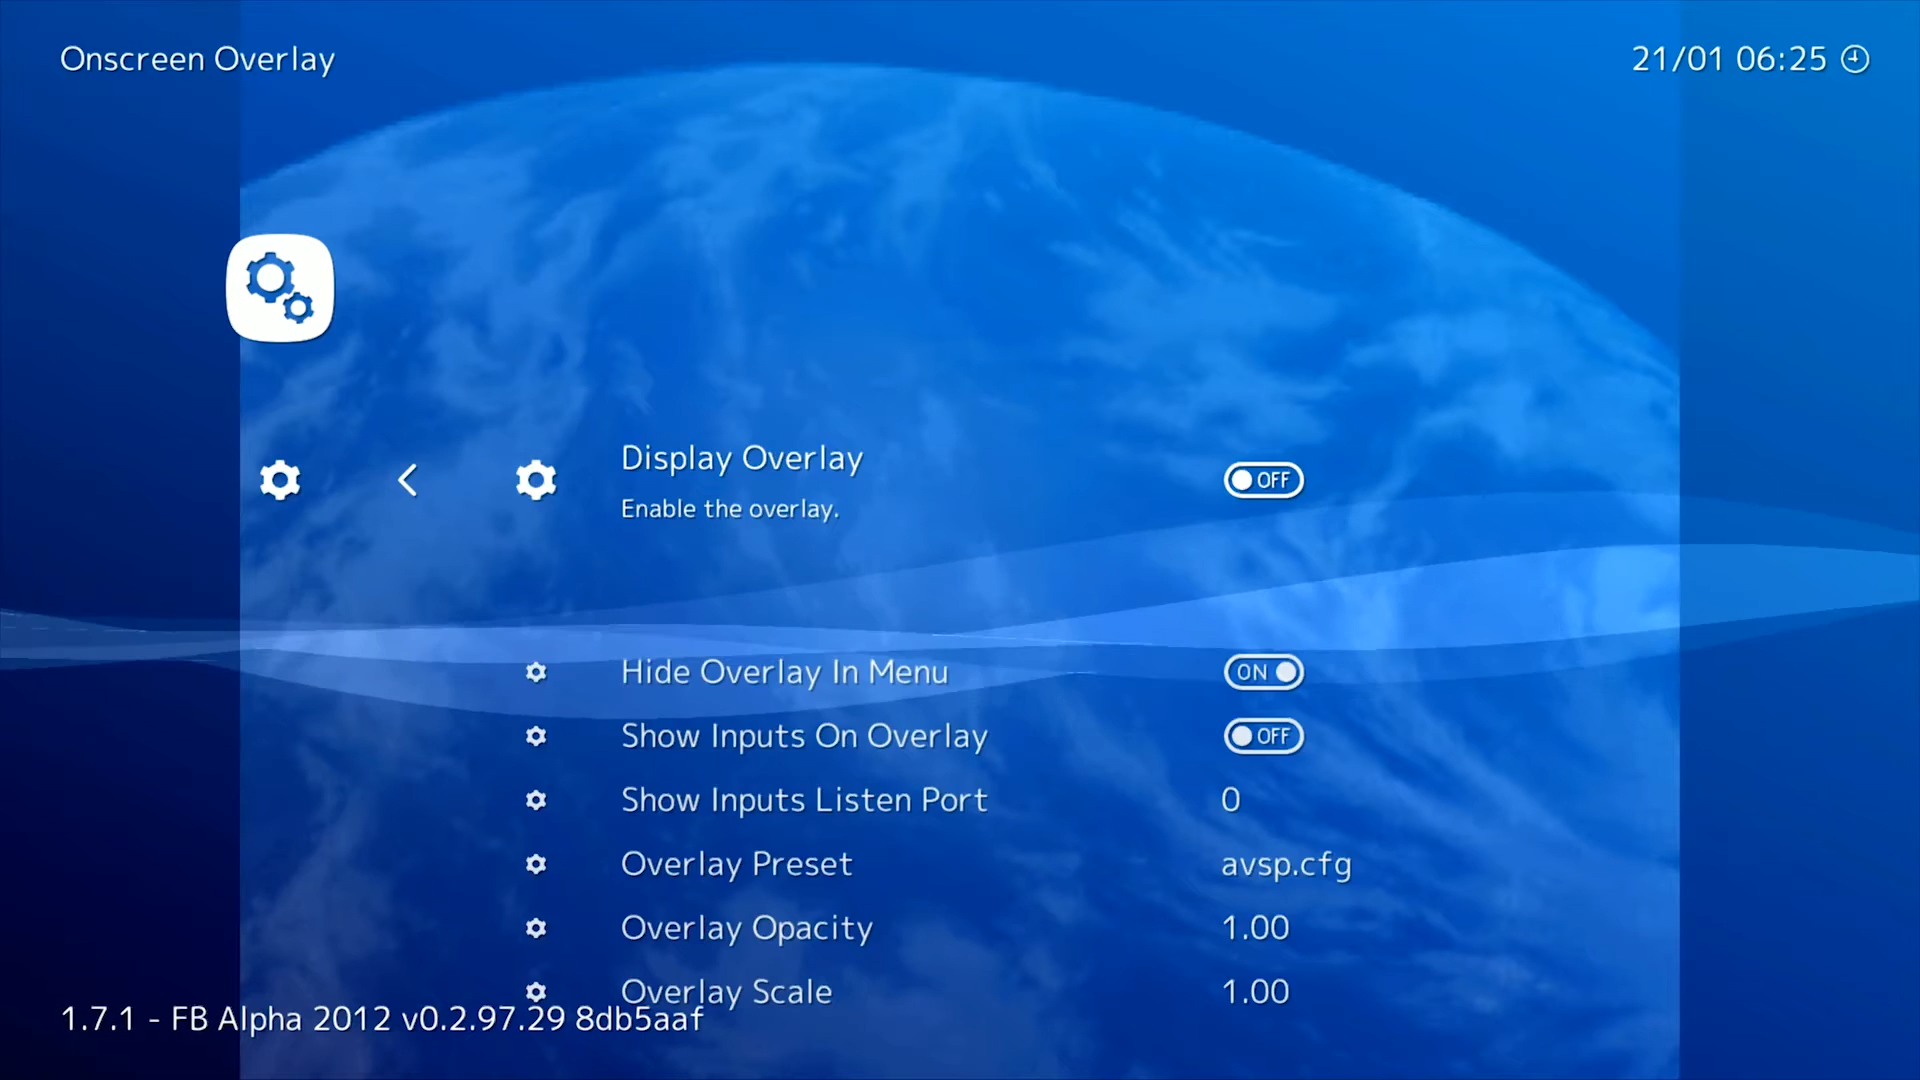 Onscreen Overlay
21/01 06:25
Display Overlay
OFF
Enable the overlay.
Hide Overlay In Menu
ON
Show Inputs On Overlay
OFF
Show Inputs Listen Port
0
Overlay Preset
avsp.cfg
Overlay Opacity
1.00
Overlay Scale
1.00
1.7.1 - FB Alpha 2012 v0.2.97.29 8db5aaf